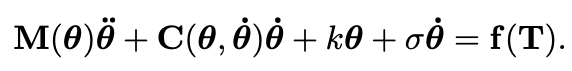 𝐌(𝜽)𝜽̈ + 𝐂(𝜽, 𝜽̇)𝜽̇ + k𝜽 + σ𝜽̇ = 𝐟(𝐓).